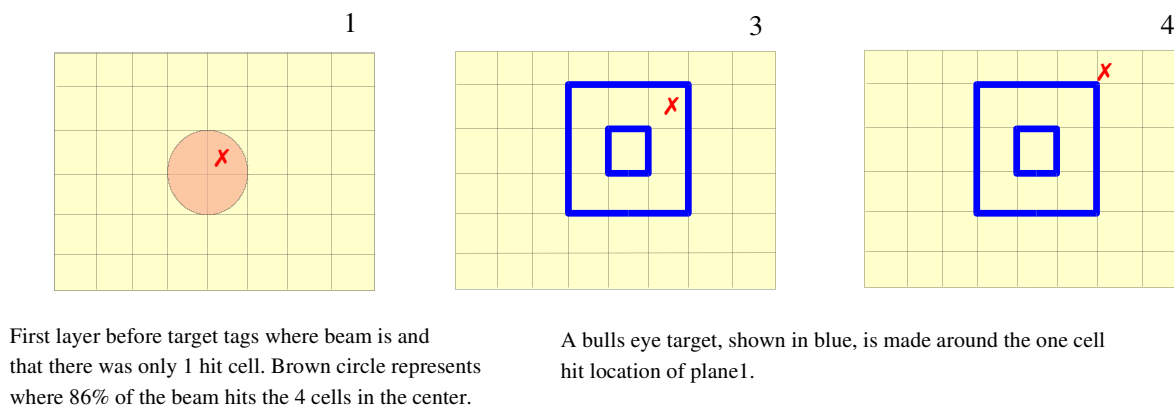 1
3
4
First layer before target tags where beam is and
that there was only 1 hit cell. Brown circle represents
where 86% of the beam hits the 4 cells in the center.
A bulls eye target, shown in blue, is made around the one cell
hit location of plane1.